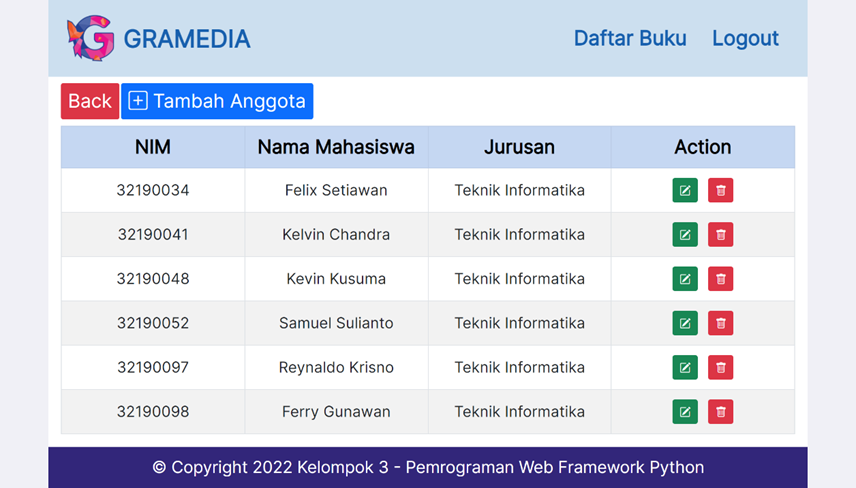 GRAMEDIA Daftar Buku Logout
Back Tambah Anggota
NIM Nama Mahasiswa Jurusan Action
32190034 Felix Setiawan Teknik Informatika
32190041 Kelvin Chandra Teknik Informatika
32190048 Kevin Kusuma Teknik Informatika
32190052 Samuel Sulianto Teknik Informatika
32190097 Reynaldo Krisno Teknik Informatika
32190098 Ferry Gunawan Teknik Informatika
© Copyright 2022 Kelompok 3 - Pemrograman Web Framework Python